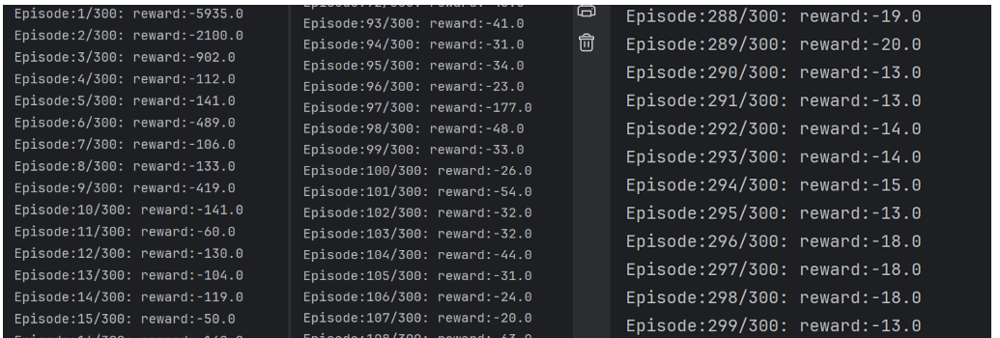 Episode:1/300: reward:-5935.0
Episode:2/300: reward:-2100.0
Episode:3/300: reward:-902.0
Episode:4/300: reward:-112.0
Episode:5/300: reward:-141.0
Episode:6/300: reward:-489.0
Episode:7/300: reward:-106.0
Episode:8/300: reward:-133.0
Episode:9/300: reward:-419.0
Episode:10/300: reward:-141.0
Episode:11/300: reward:-60.0
Episode:12/300: reward:-130.0
Episode:13/300: reward:-104.0
Episode:14/300: reward:-119.0
Episode:15/300: reward:-50.0
Episode:93/300: reward:-41.0
Episode:94/300: reward:-31.0
Episode:95/300: reward:-34.0
Episode:96/300: reward:-23.0
Episode:97/300: reward:-177.0
Episode:98/300: reward:-48.0
Episode:99/300: reward:-33.0
Episode:100/300: reward:-26.0
Episode:101/300: reward:-54.0
Episode:102/300: reward:-32.0
Episode:103/300: reward:-32.0
Episode:104/300: reward:-44.0
Episode:105/300: reward:-31.0
Episode:106/300: reward:-24.0
Episode:107/300: reward:-20.0
Episode:288/300: reward:-19.0
Episode:289/300: reward:-20.0
Episode:290/300: reward:-13.0
Episode:291/300: reward:-13.0
Episode:292/300: reward:-14.0
Episode:293/300: reward:-14.0
Episode:294/300: reward:-15.0
Episode:295/300: reward:-13.0
Episode:296/300: reward:-18.0
Episode:297/300: reward:-18.0
Episode:298/300: reward:-18.0
Episode:299/300: reward:-13.0